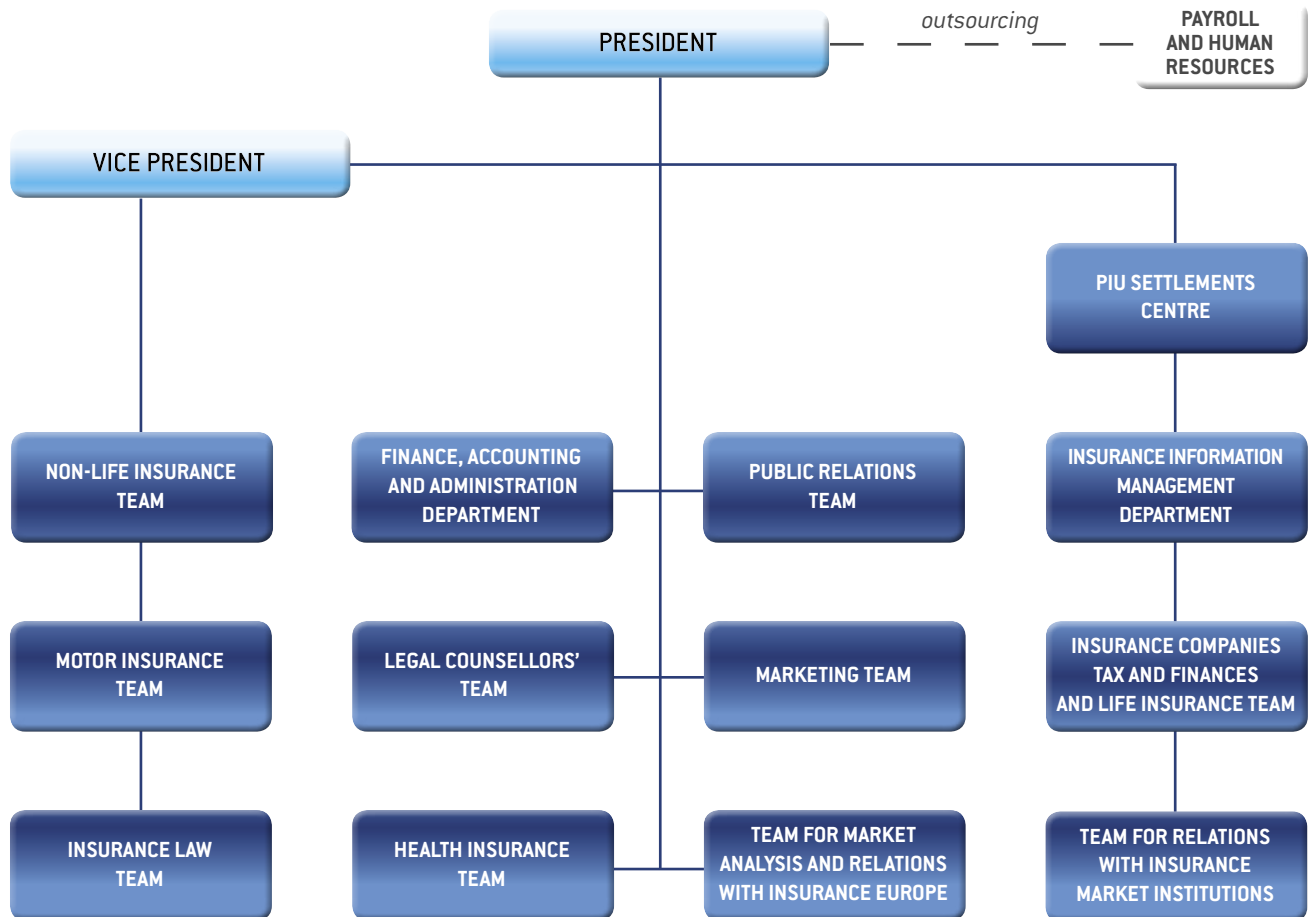 PRESIDENT
outsourcing
PAYROLL
AND HUMAN
RESOURCES
VICE PRESIDENT
PIU SETTLEMENTS
CENTRE
NON-LIFE INSURANCE
TEAM
FINANCE, ACCOUNTING
AND ADMINISTRATION
DEPARTMENT
PUBLIC RELATIONS
TEAM
INSURANCE INFORMATION
MANAGEMENT
DEPARTMENT
MOTOR INSURANCE
TEAM
LEGAL COUNSELLORS’
TEAM
MARKETING TEAM
INSURANCE COMPANIES
TAX AND FINANCES
AND LIFE INSURANCE TEAM
INSURANCE LAW
TEAM
HEALTH INSURANCE
TEAM
TEAM FOR MARKET
ANALYSIS AND RELATIONS
WITH INSURANCE EUROPE
TEAM FOR RELATIONS
WITH INSURANCE
MARKET INSTITUTIONS